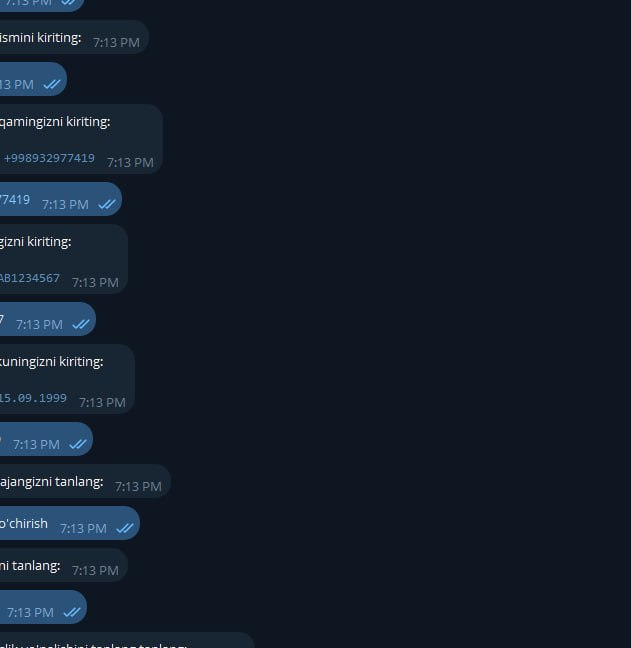 7:13 PM
ismini kiriting: 7:13 PM
13 PM
qamingizni kiriting:
+998932977419 7:13 PM
77419 7:13 PM
gizni kiriting:
AB1234567 7:13 PM
7 7:13 PM
kuningizni kiriting:
15.09.1999 7:13 PM
7:13 PM
ajangizni tanlang: 7:13 PM
o'chirish 7:13 PM
ni tanlang: 7:13 PM
7:13 PM